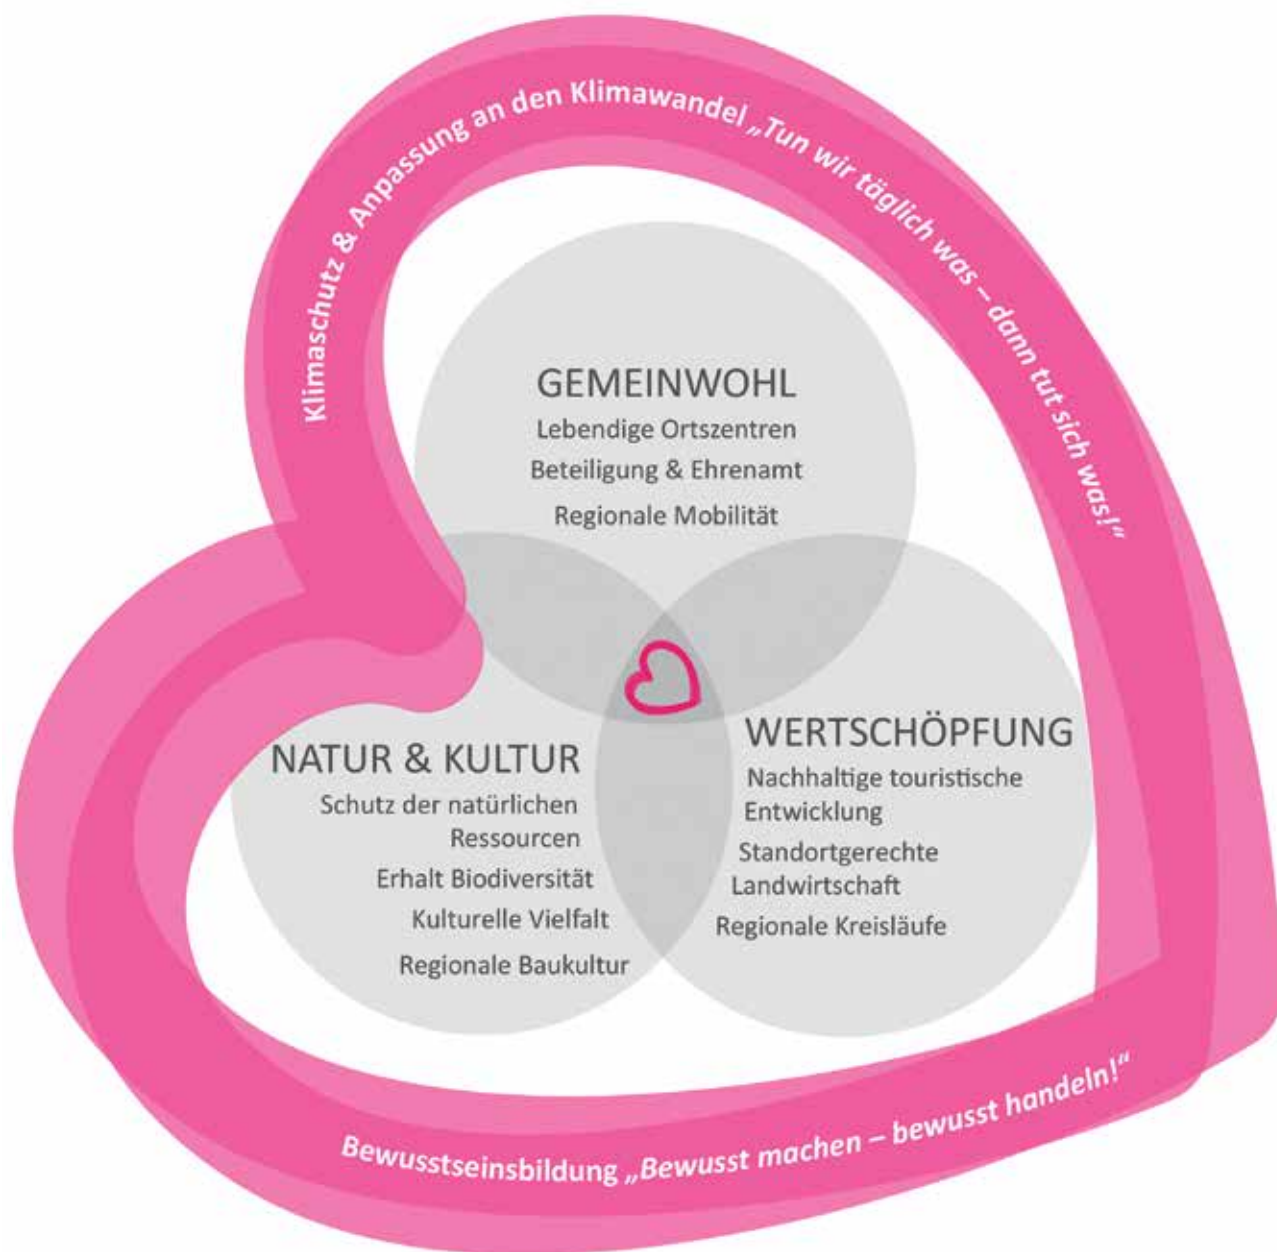 Klimaschutz & Anpassung an den Klimawandel „Tun wir täglich was – dann tut sich was!“
GEMEINWOHL
Lebendige Ortszentren
Beteiligung & Ehrenamt
Regionale Mobilität
NATUR & KULTUR
Schutz der natürlichen
Ressourcen
Erhalt Biodiversität
Kulturelle Vielfalt
Regionale Baukultur
WERTSCHÖPFUNG
Nachhaltige touristische
Entwicklung
Standortgerechte
Landwirtschaft
Regionale Kreisläufe
Bewusstseinsbildung „Bewusst machen – bewusst handeln!“